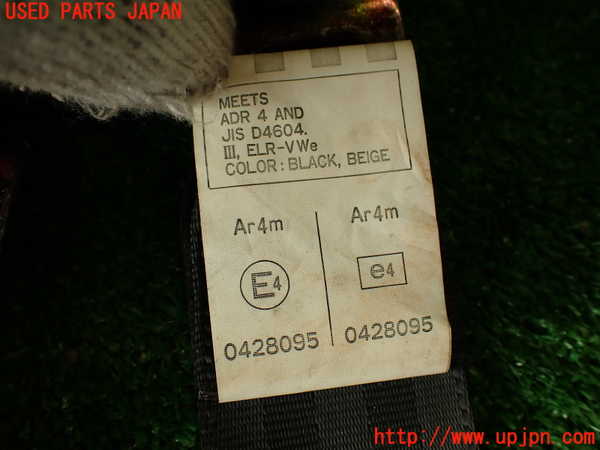 USED PARTS JAPAN
MEETS
ADR 4 AND
JIS D4604.
III, ELR-VWe
COLOR: BLACK, BEIGE
Ar4m
E4
0428095
Ar4m
e4
0428095
http://www.upjpn.com/